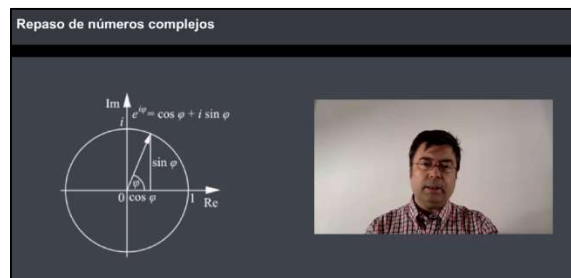 Repaso de números complejos
Im
e^{iφ} = cos φ + i sin φ
i
sin φ
φ
0 cos φ 1 Re